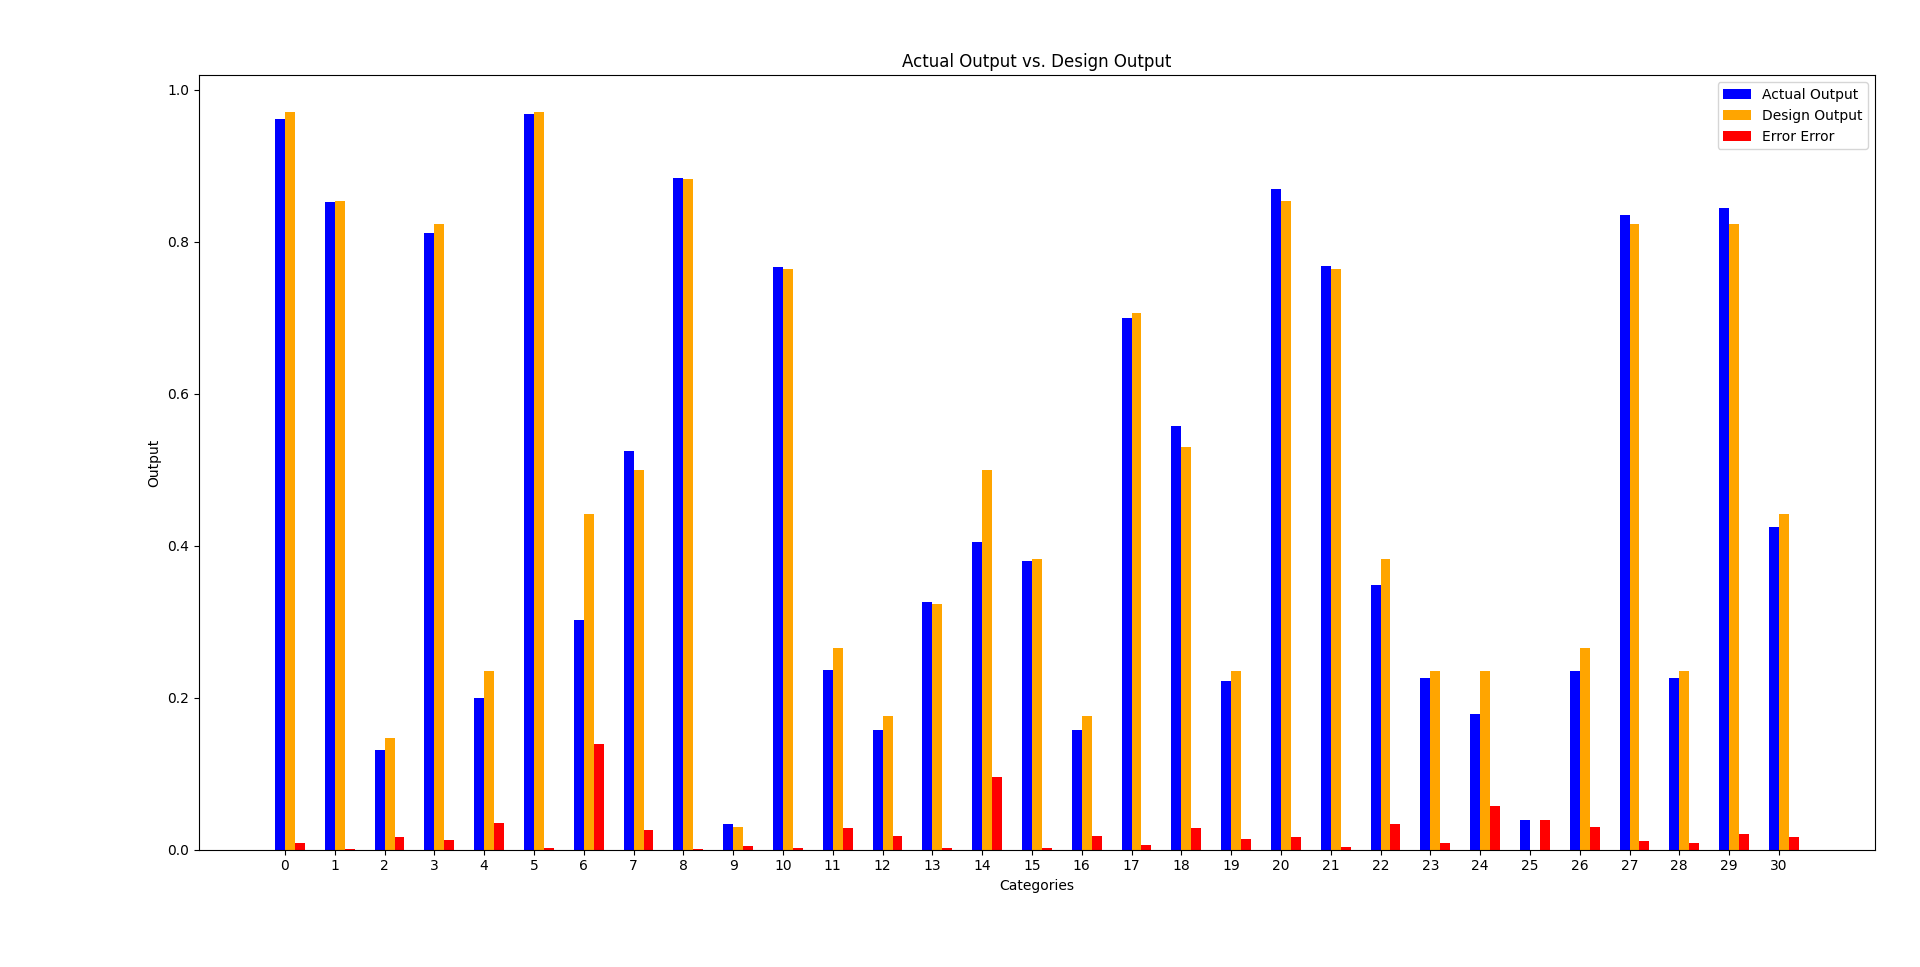 Actual Output vs. Design Output
Actual Output
Design Output
Error Error
1.0
0.8
0.6
0.4
0.2
0.0
Output
0 1 2 3 4 5 6 7 8 9 10 11 12 13 14 15 16 17 18 19 20 21 22 23 24 25 26 27 28 29 30
Categories